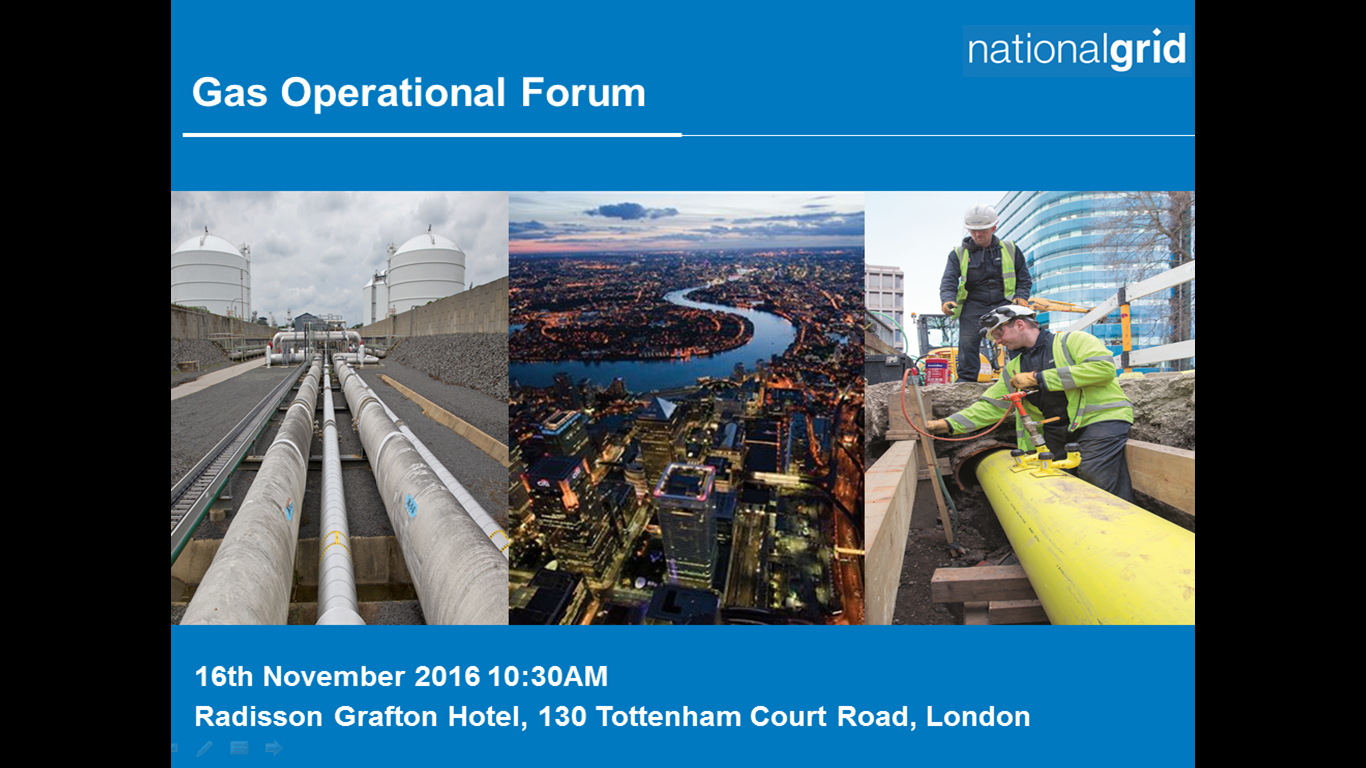 nationalgrid
Gas Operational Forum
16th November 2016 10:30AM
Radisson Grafton Hotel, 130 Tottenham Court Road, London